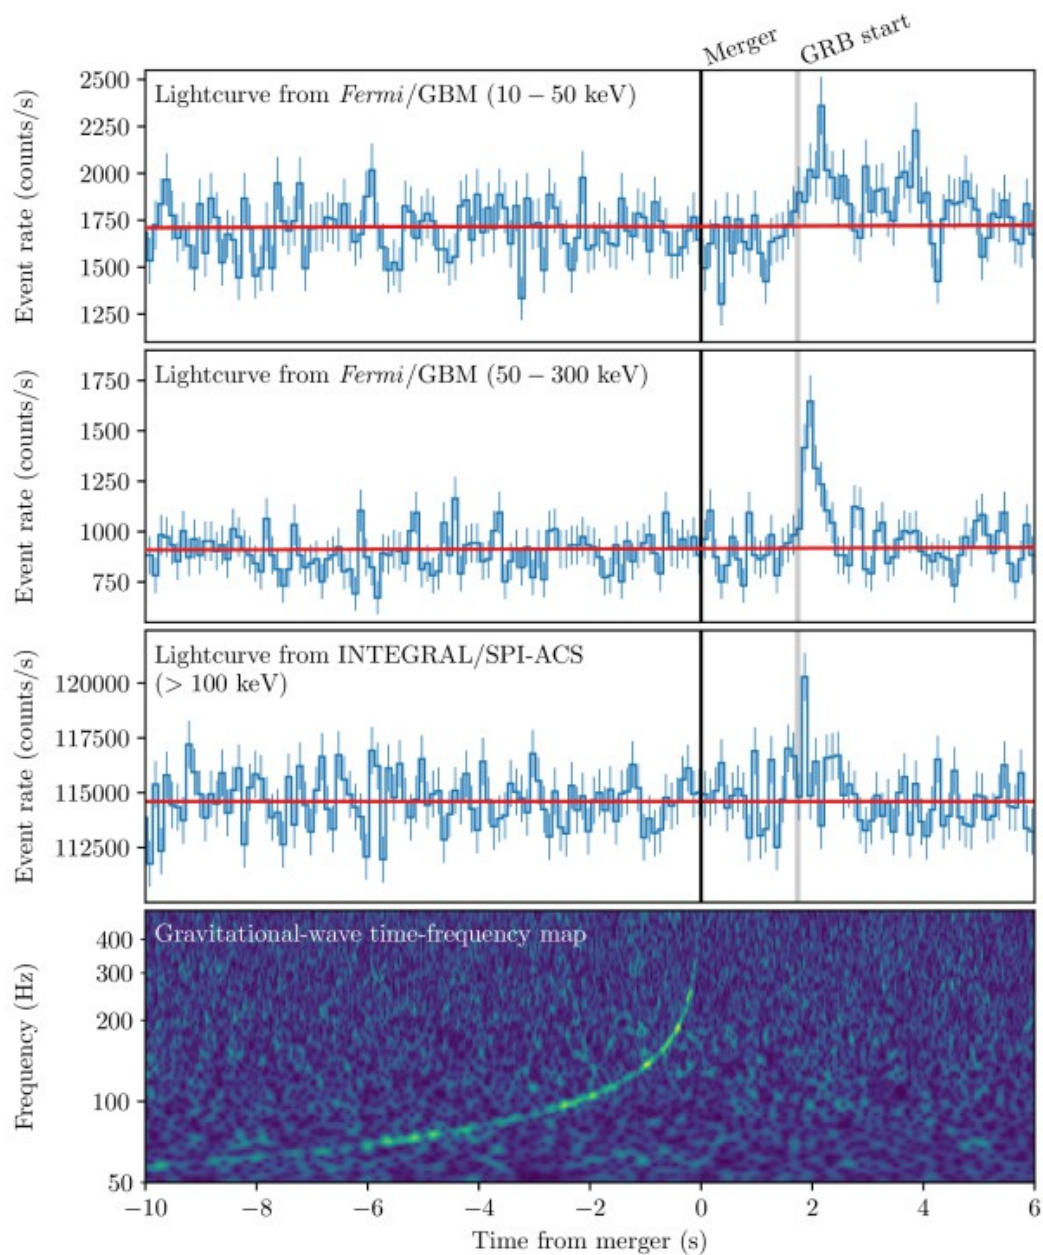 Merger
GRB start
Lightcurve from Fermi/GBM (10 − 50 keV)
Event rate (counts/s)
2500
2250
2000
1750
1500
1250
Lightcurve from Fermi/GBM (50 − 300 keV)
Event rate (counts/s)
1750
1500
1250
1000
750
Lightcurve from INTEGRAL/SPI-ACS
(> 100 keV)
Event rate (counts/s)
120000
117500
115000
112500
Gravitational-wave time-frequency map
Frequency (Hz)
400
300
200
100
50
−10 −8 −6 −4 −2 0 2 4 6
Time from merger (s)